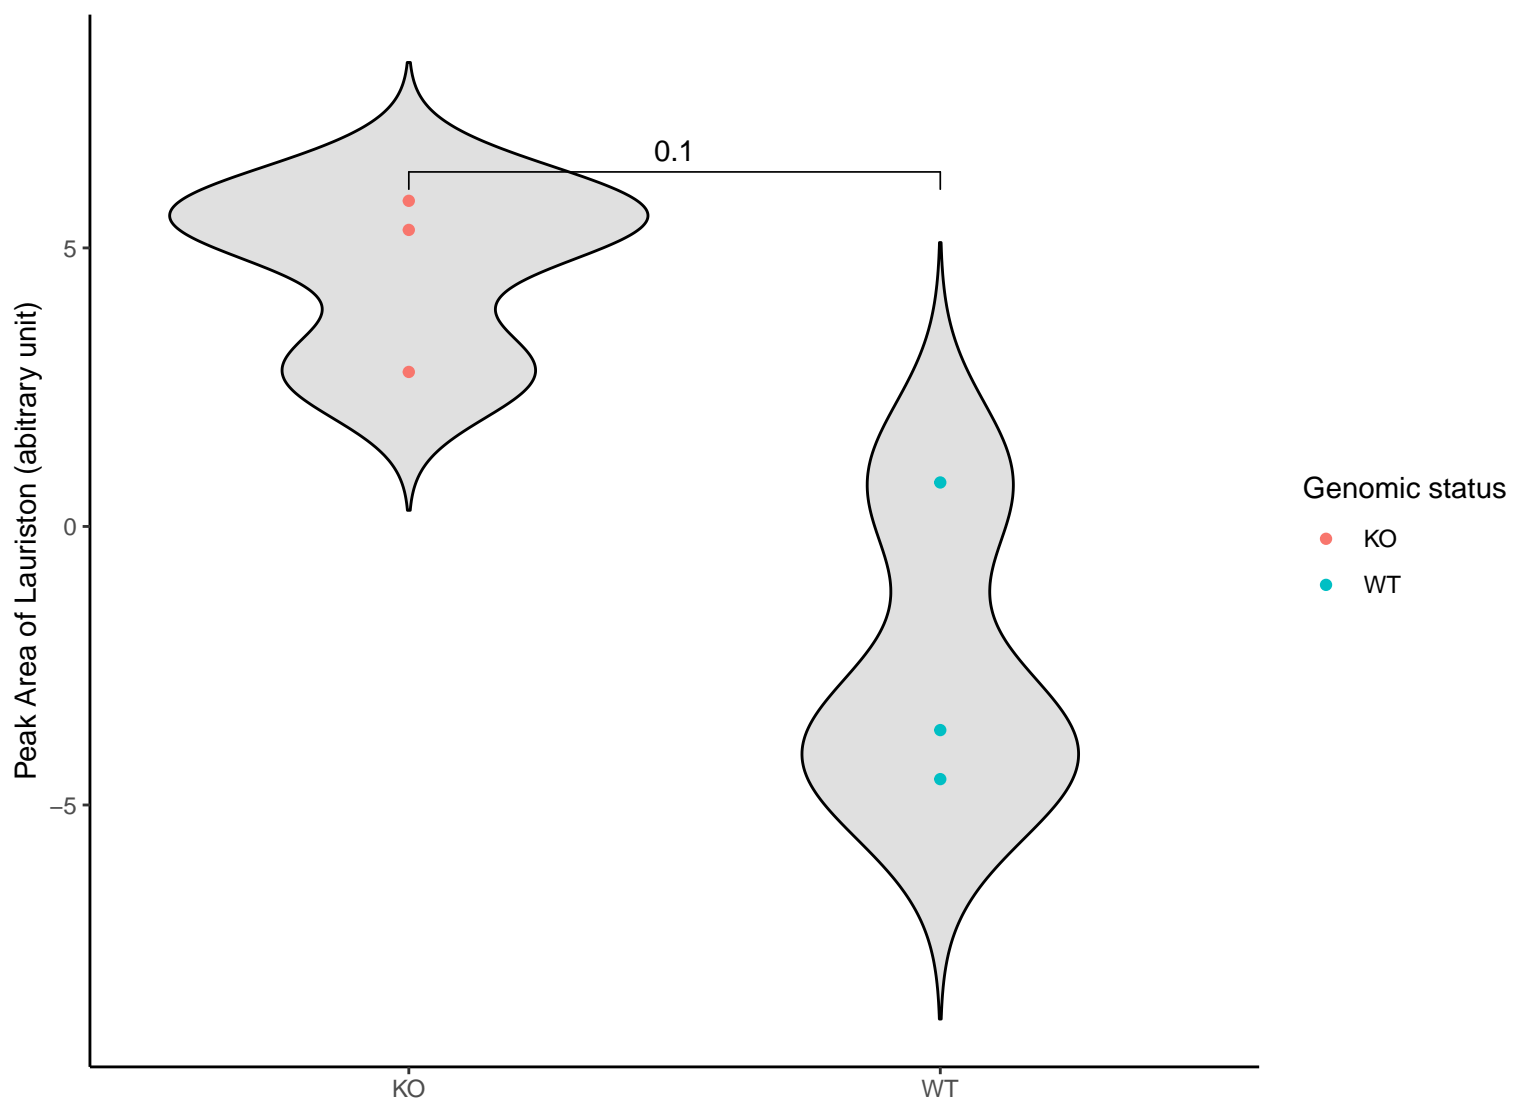 Peak Area of Lauriston (abitrary unit)
5
0
−5
0.1
KO
WT
Genomic status
KO
WT